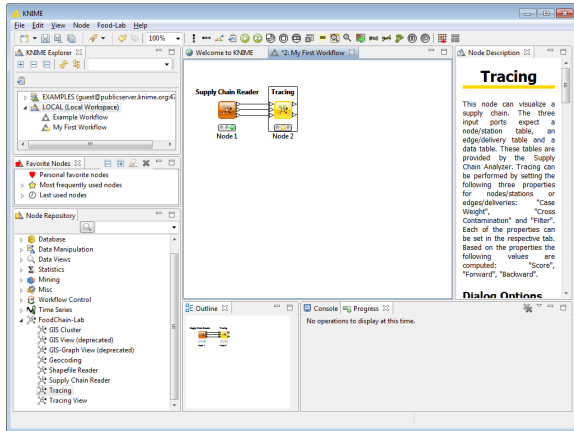 KNIME
File Edit View Node Food-Lab Help
100%
KNIME Explorer
EXAMPLES (guest@publicserver.knime.org:47
LOCAL (Local Workspace)
Example Workflow
My First Workflow
Favorite Nodes
Personal favorite nodes
Most frequently used nodes
Last used nodes
Node Repository
Database
Data Manipulation
Data Views
Statistics
Mining
Misc
Workflow Control
Time Series
FoodChain-Lab
GIS Cluster
GIS View (deprecated)
GIS-Graph View (deprecated)
Geocoding
Shapefile Reader
Supply Chain Reader
Tracing
Tracing View
Welcome to KNIME
*2: My First Workflow
Supply Chain Reader
Tracing
Node 1
Node 2
Outline
Supply Chain Reader
Tracing
Console
Progress
No operations to display at this time.
Node Description
Tracing
This node can visualize a
supply chain. The three
input ports expect a
node/station table, an
edge/delivery table and a
data table. These tables are
provided by the Supply
Chain Analyzer. Tracing can
be performed by setting the
following three properties
for nodes/stations or
edges/deliveries: "Case
Weight", "Cross
Contamination" and "Filter".
Each of the properties can
be set in the respective tab.
Based on the properties the
following values are
computed: "Score",
"Forward", "Backward".
Dialog Options